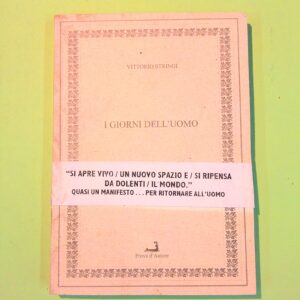 VITTORIO STRINGI
I GIORNI DELL'UOMO
"SI APRE VIVO / UN NUOVO SPAZIO E / SI RIPENSA
DA DOLENTI / IL MONDO."
QUASI UN MANIFESTO . . . PER RITORNARE ALL'UOMO
Prova d'Autore